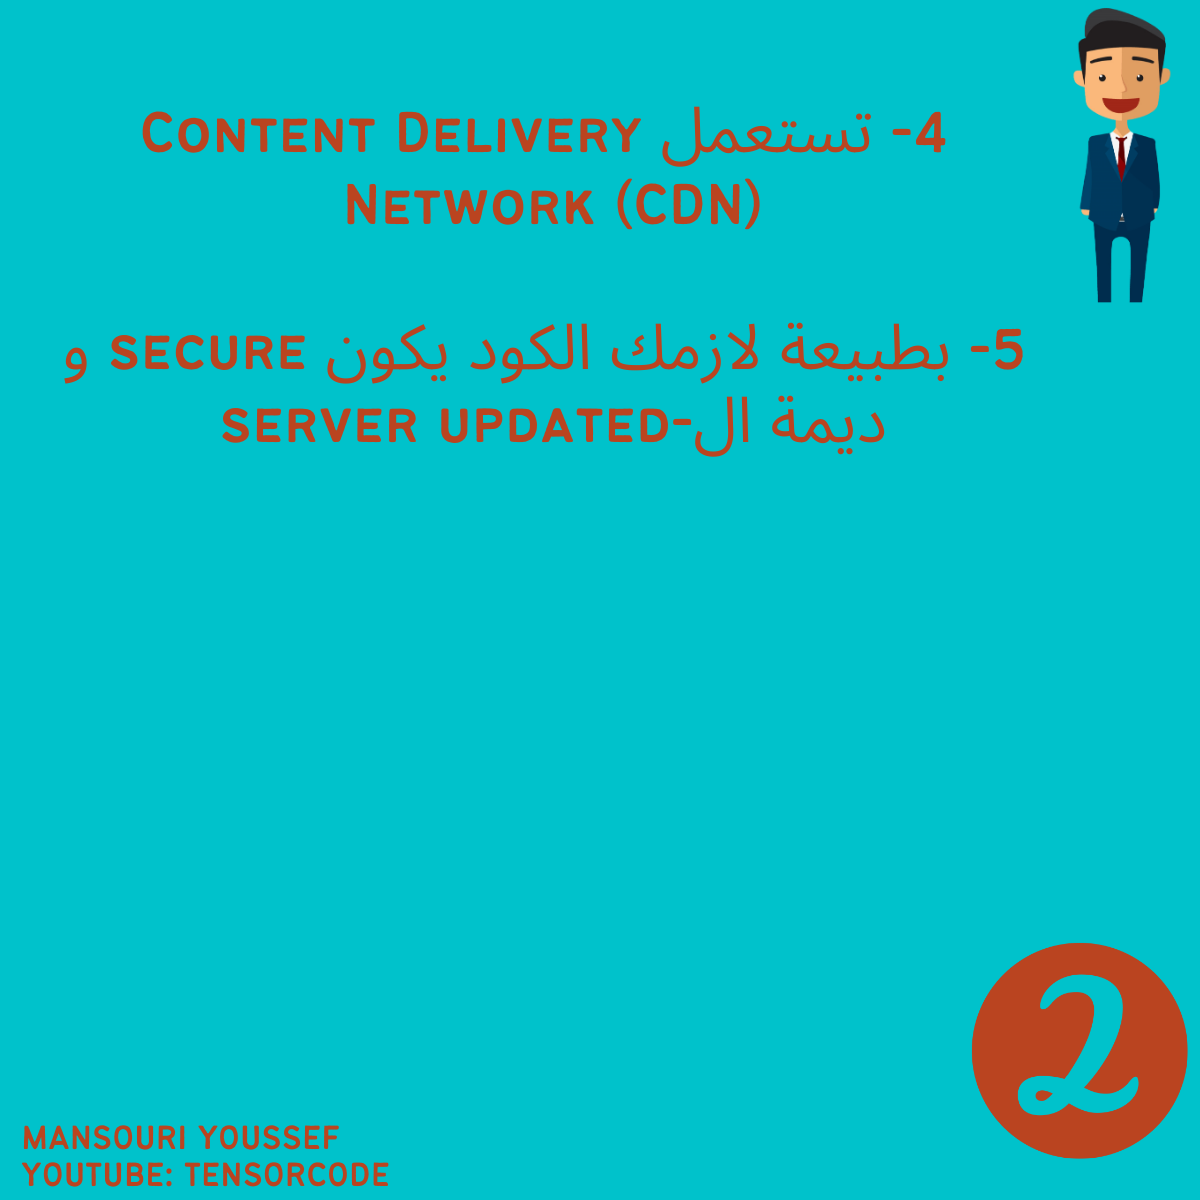 4- تستعمل Content Delivery
Network (CDN)
5- بطبيعة لازمك الكود يكون secure و
ديمة ال-server updated
2
MANSOURI YOUSSEF
YOUTUBE: TENSORCODE